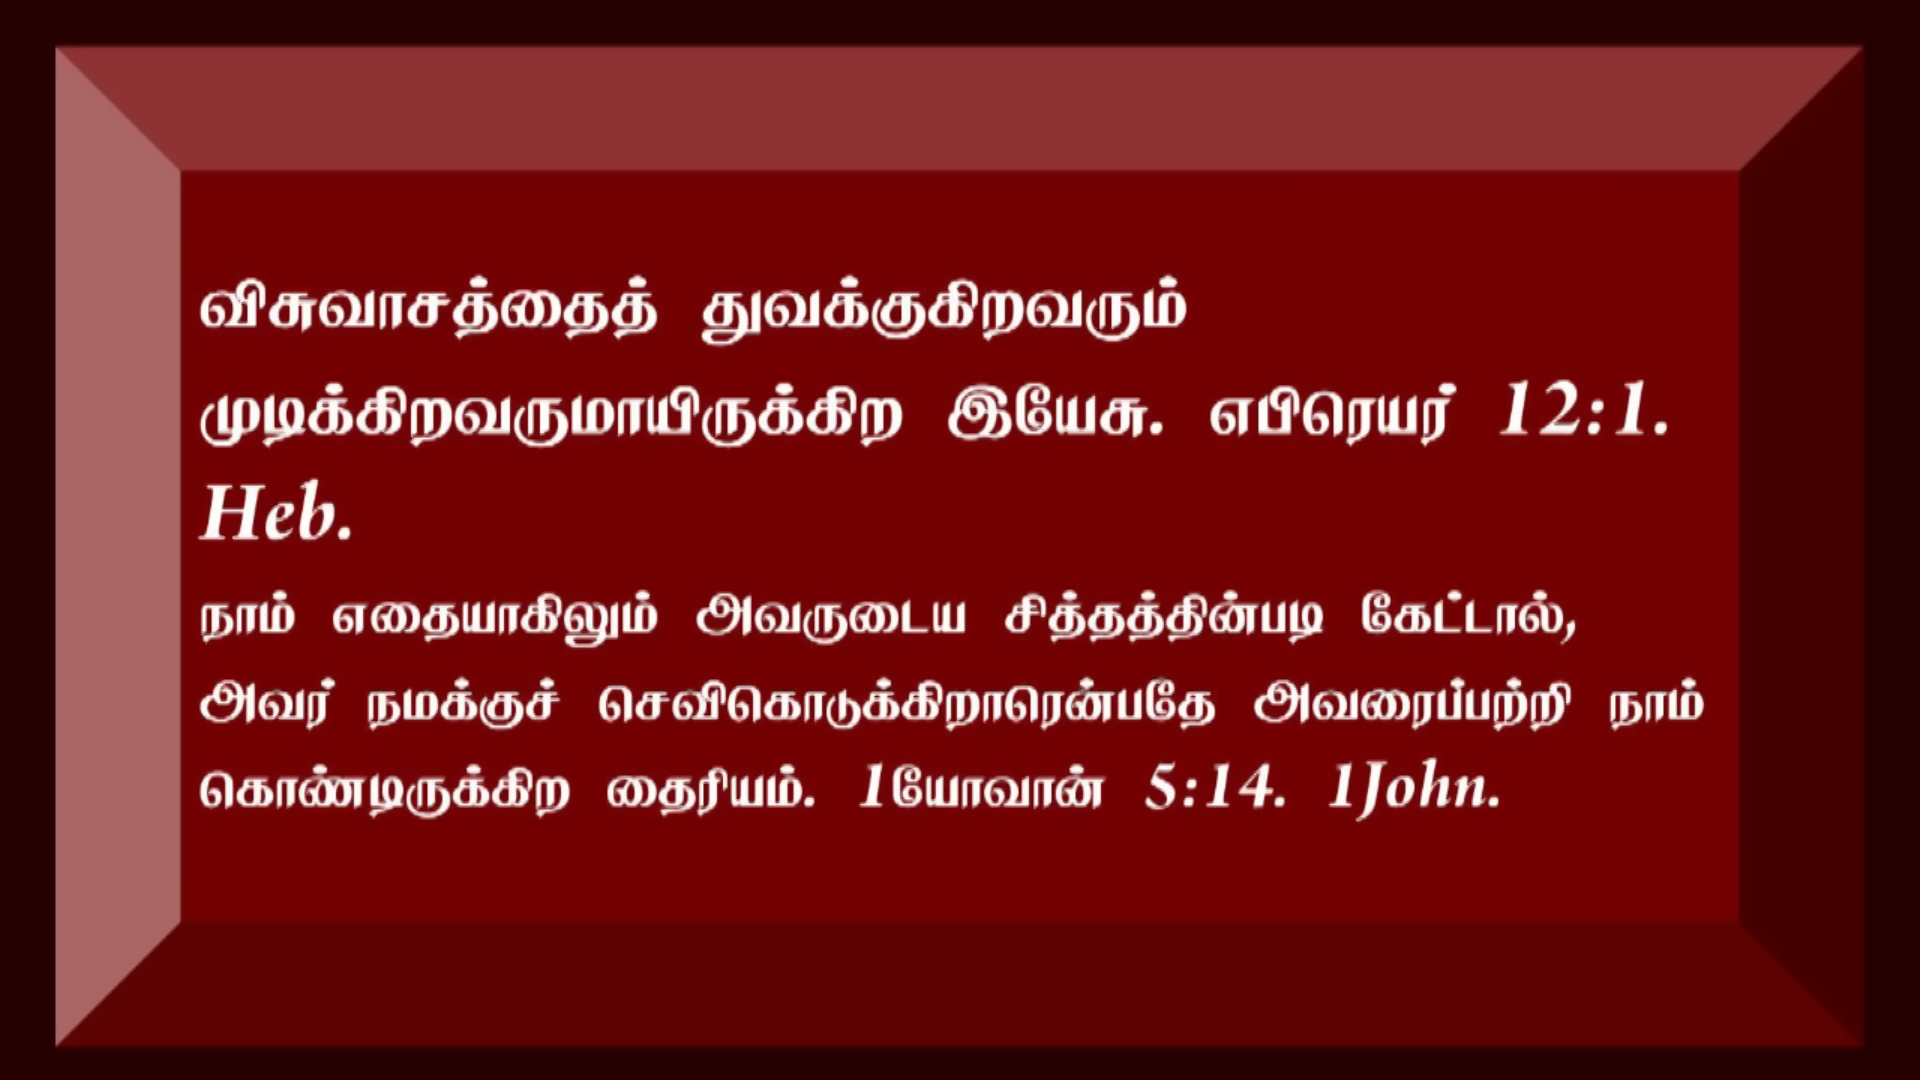 விசுவாசத்தைத் துவக்குகிறவரும்
முடிக்கிறவருமாயிருக்கிற இயேசு. எபிரெயர் 12:1.
Heb.
நாம் எதையாகிலும் அவருடைய சித்தத்தின்படி கேட்டால்,
அவர் நமக்குச் செவிகொடுக்கிறாரென்பதே அவரைப்பற்றி நாம்
கொண்டிருக்கிற தைரியம். 1யோவான் 5:14. 1John.